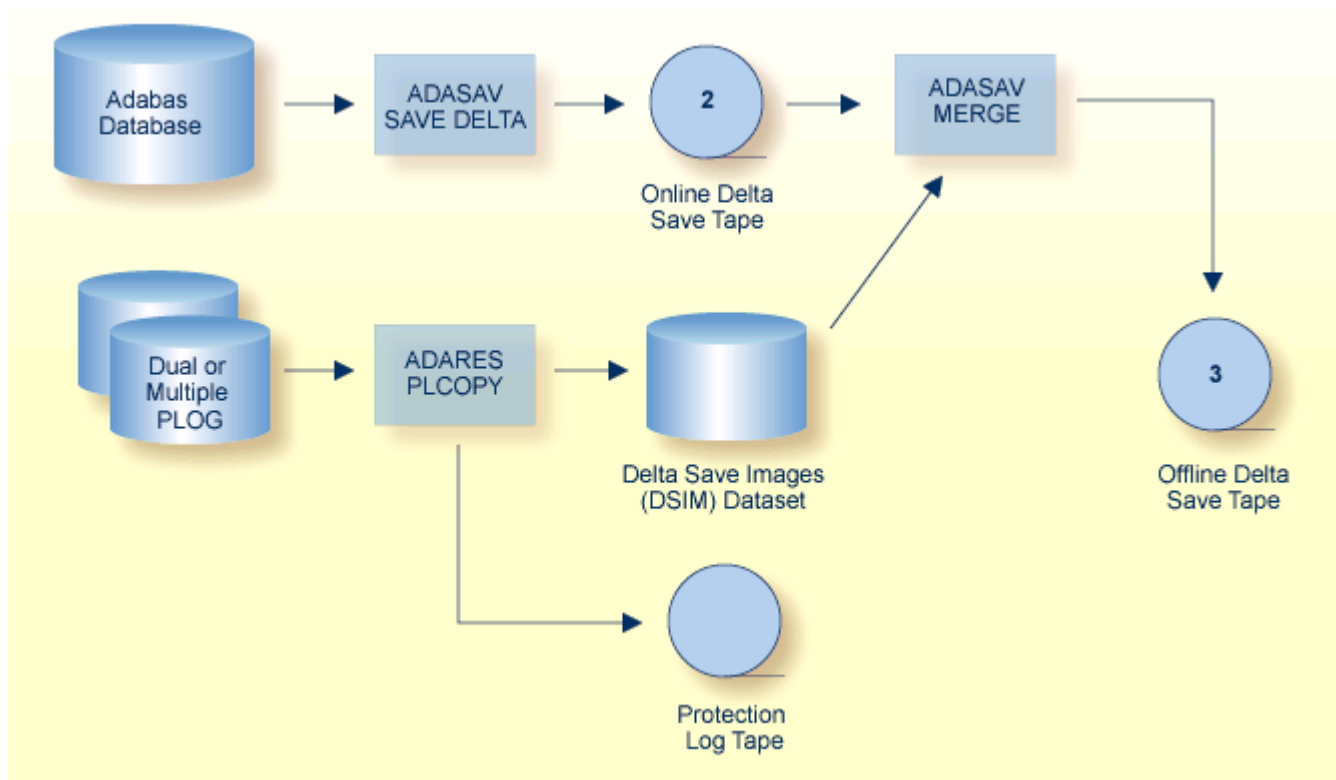 Adabas
Database
ADASAV
SAVE DELTA
2
Online Delta
Save Tape
ADASAV
MERGE
Dual or
Multiple
PLOG
ADARES
PLCOPY
Delta Save Images
(DSIM) Dataset
3
Offline Delta
Save Tape
Protection
Log Tape